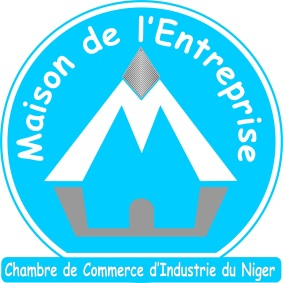 Maison de l'Entreprise
Chambre de Commerce d'Industrie du Niger